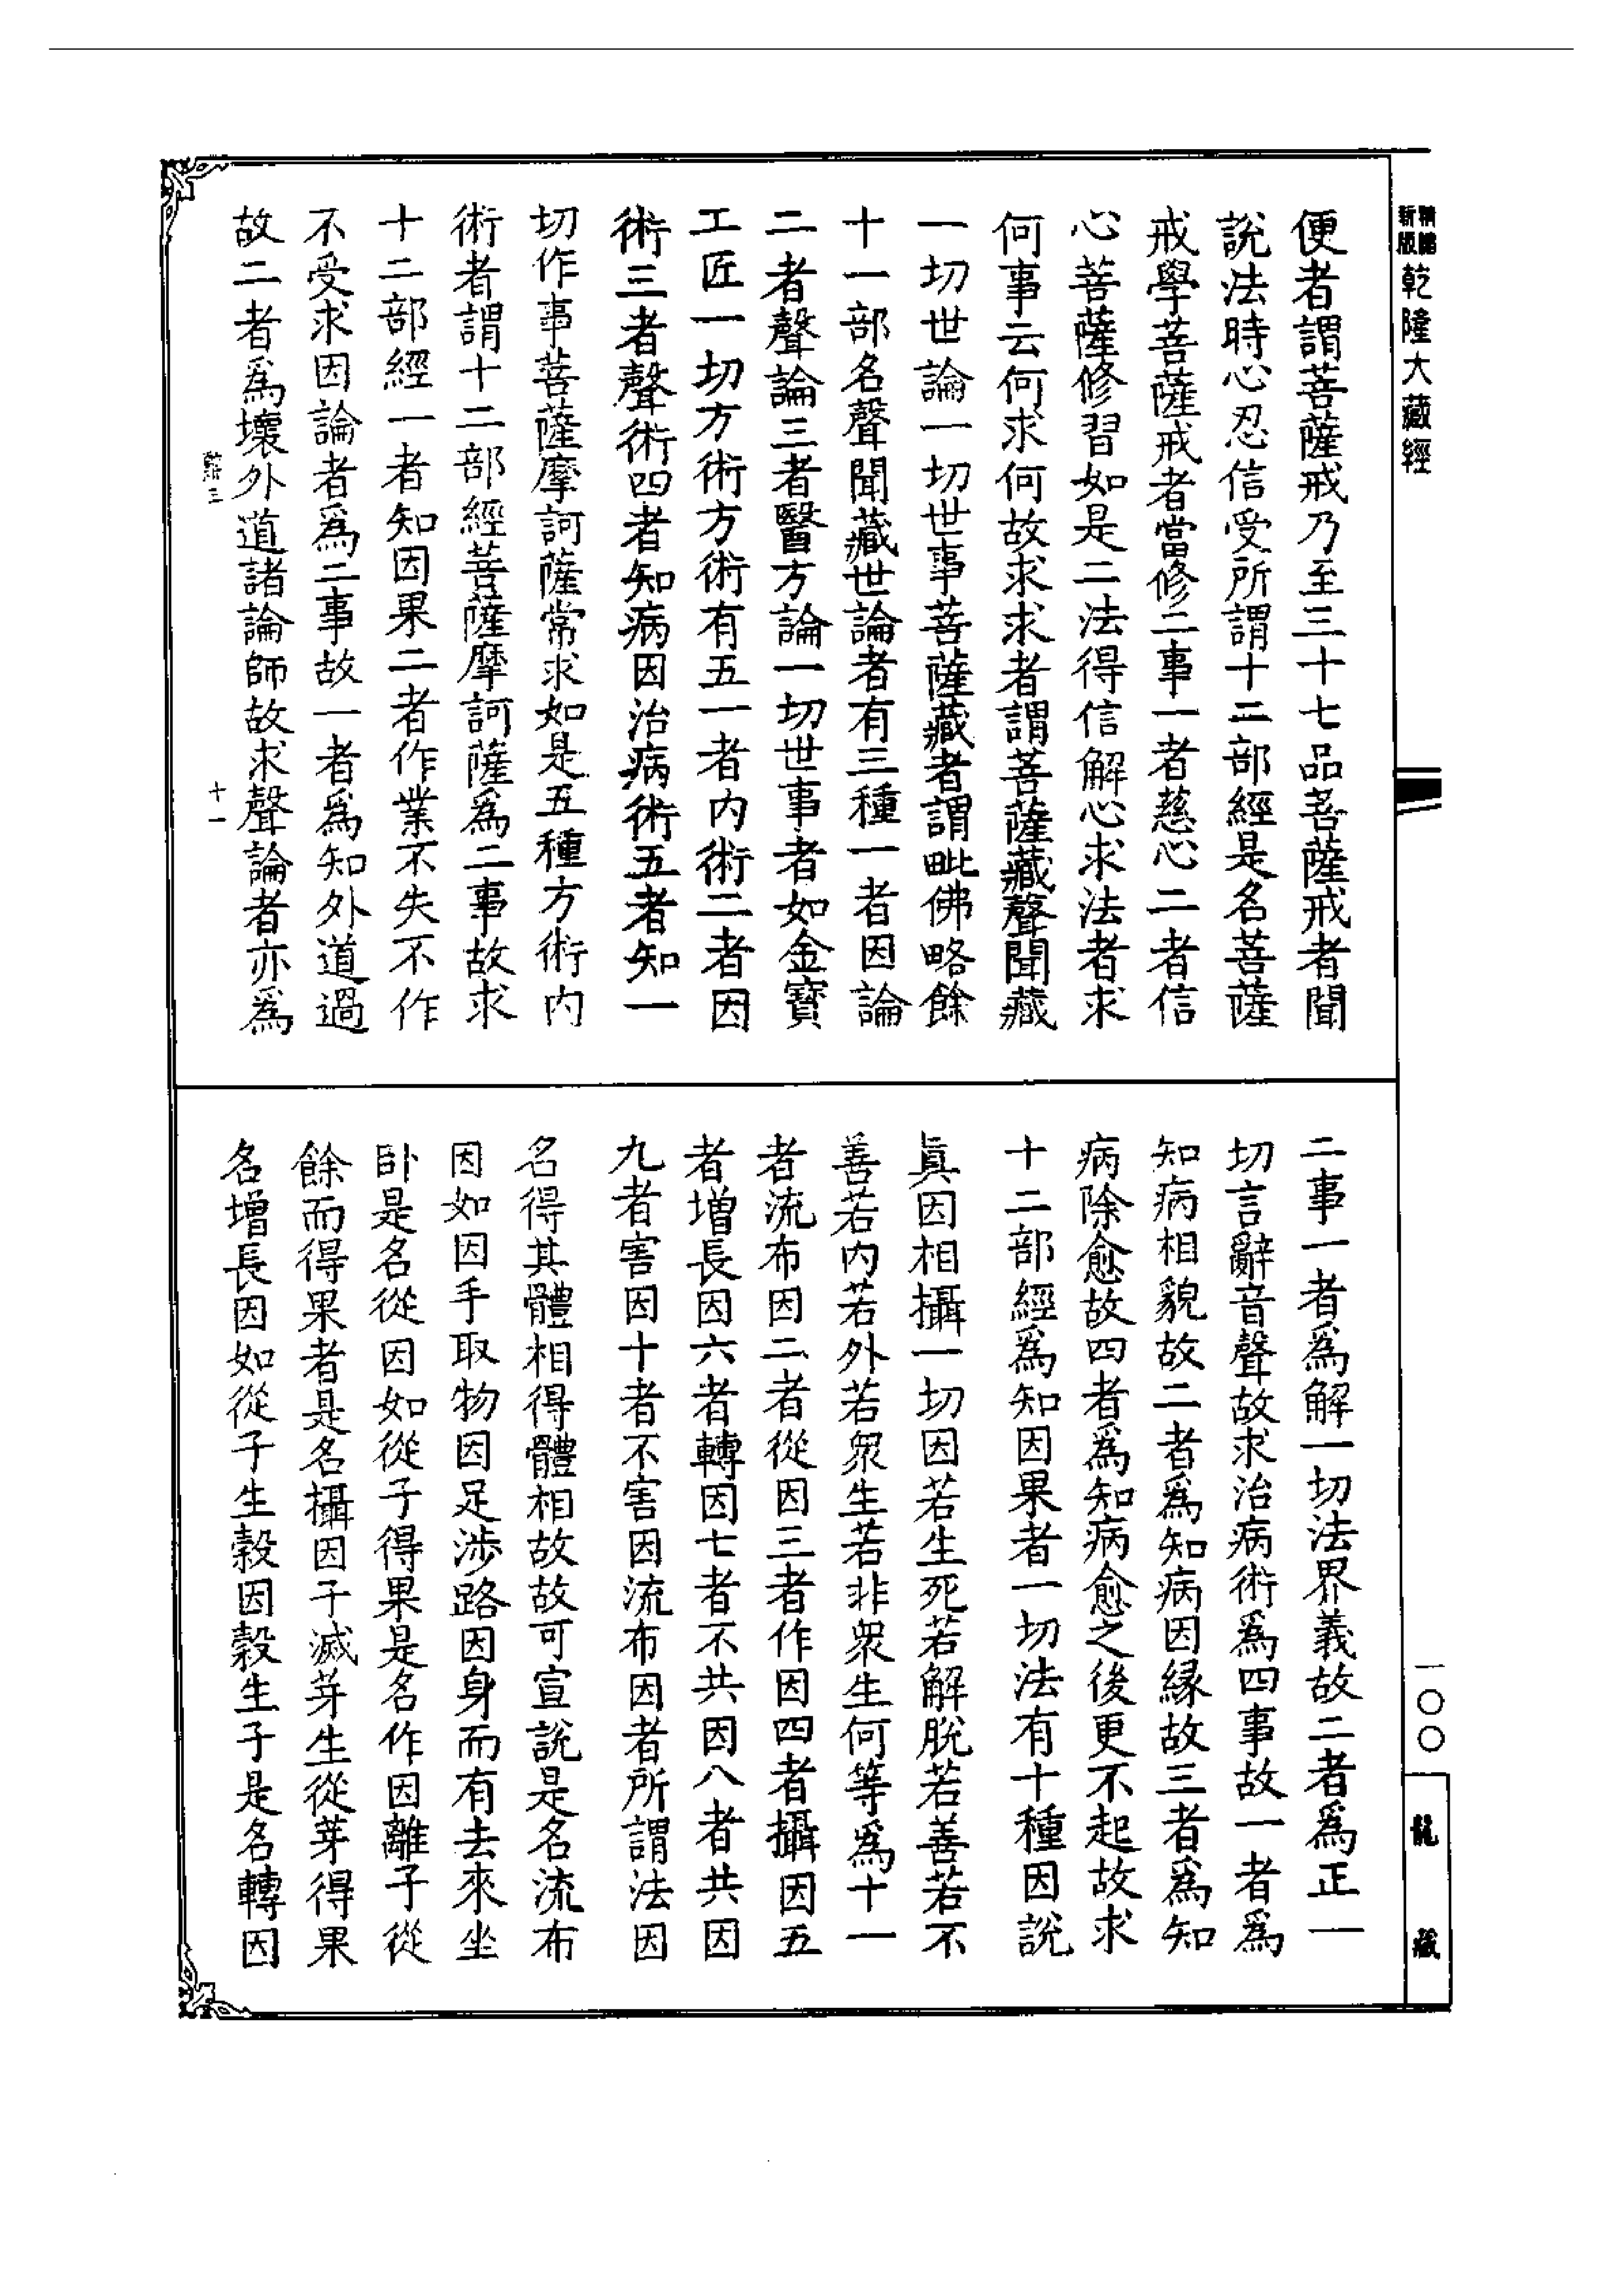 新版
精縮
乾隆大藏經
便者謂菩薩戒乃至三十七品菩薩戒者聞
說法時心忍信受所謂十二部經是名菩薩
戒學菩薩戒者當修二事一者慈心二者信
心菩薩修習如是二法得信解心求法者求
何事云何求何故求求者謂菩薩藏聲聞藏
一切世論一切世事菩薩藏者謂毗佛略餘
十一部名聲聞藏世論者有三種一者因論
二者聲論三者醫方論一切世事者如金寶
工匠一切方術方術有五一者內術二者因
術三者聲術四者知病因治病術五者知一
切作事菩薩摩訶薩常求如是五種方術內
術者謂十二部經菩薩摩訶薩為二事故求
十二部經一者知因果二者作業不失不作
不受求因論者為二事故一者為知外道過
故二者為壞外道諸論師故求聲論者亦為
三
十一
二事一者為解一切法界義故二者為正一
切言辭音聲故求治病術為四事故一者為
知病相貌故二者為知病因緣故三者為知
病除愈故四者為知病愈之後更不起故求
十二部經為知因果者一切法有十種因說
眞因相攝一切因若生死若解脫若善若不
善若內若外若衆生若非衆生何等為十一
者流布因二者從因三者作因四者攝因五
者增長因六者轉因七者不共因八者共因
九者害因十者不害因流布因者所謂法因
名得其體相得體相故故可宣說是名流布
因如因手取物因足涉路因身而有去來坐
卧是名從因如從子得果是名作因離子從
餘而得果者是名攝因子滅芽生從芽得果
名增長因如從子生穀因穀生子是名轉因
一〇〇
龍藏